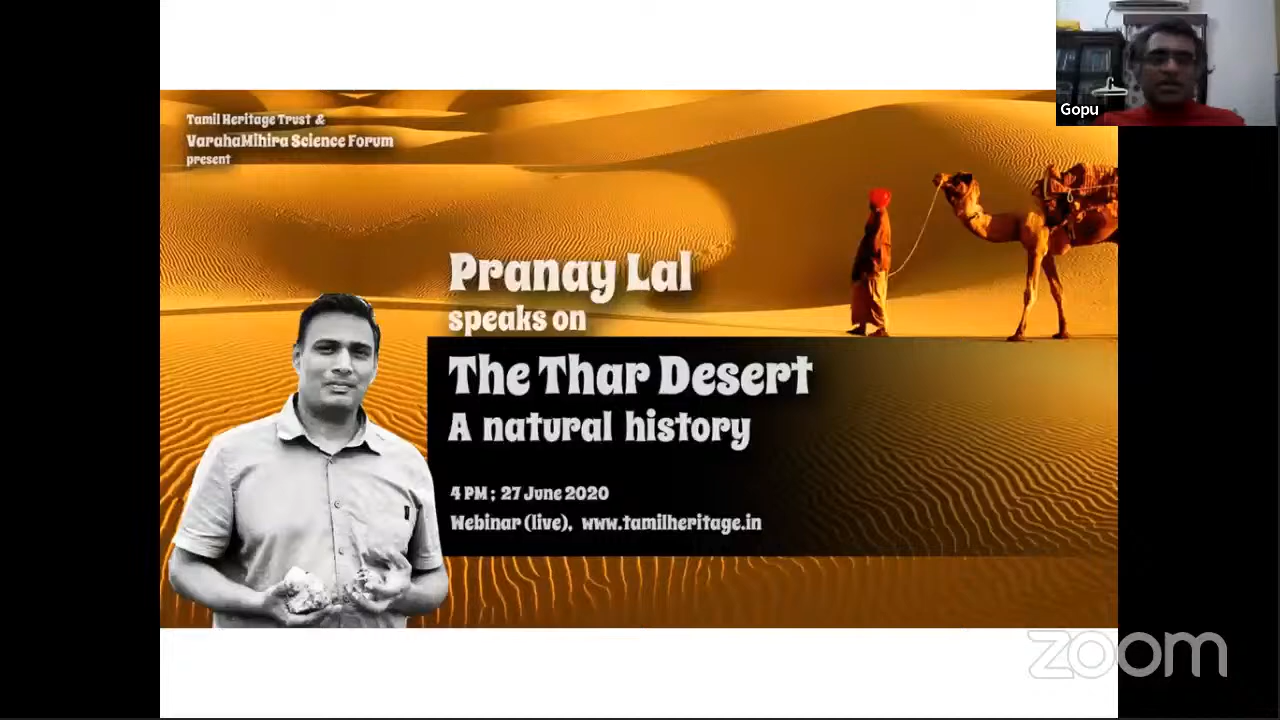 Gopu
Tamil Heritage Trust &
VarahaMihira Science Forum
present
Pranay Lal
speaks on
The Thar Desert
A natural history
4 PM ; 27 June 2020
Webinar (live), www.tamilheritage.in
zoom